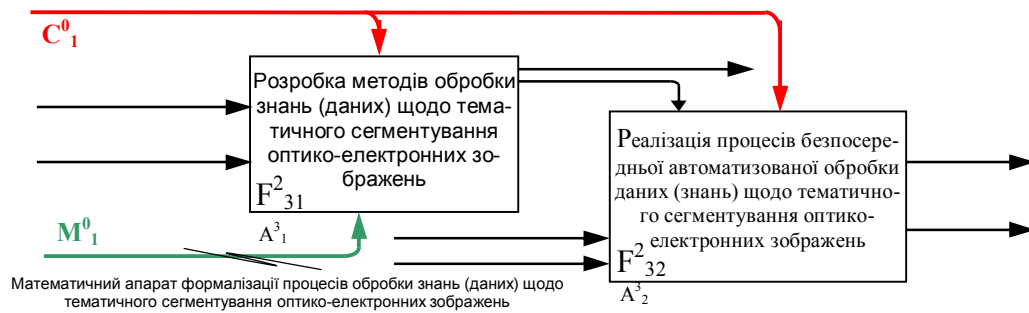 C⁰₁
Розробка методів обробки
знань (даних) щодо тема-
тичного сегментування
оптико-електронних зо-
бражень
F²₃₁
A³₁
M⁰₁
Математичний апарат формалізації процесів обробки знань (даних) щодо
тематичного сегментування оптико-електронних зображень
Реалізація процесів безпосере-
дньої автоматизованої обробки
даних (знань) щодо тематично-
го сегментування оптико-
електронних зображень
F²₃₂
A³₂